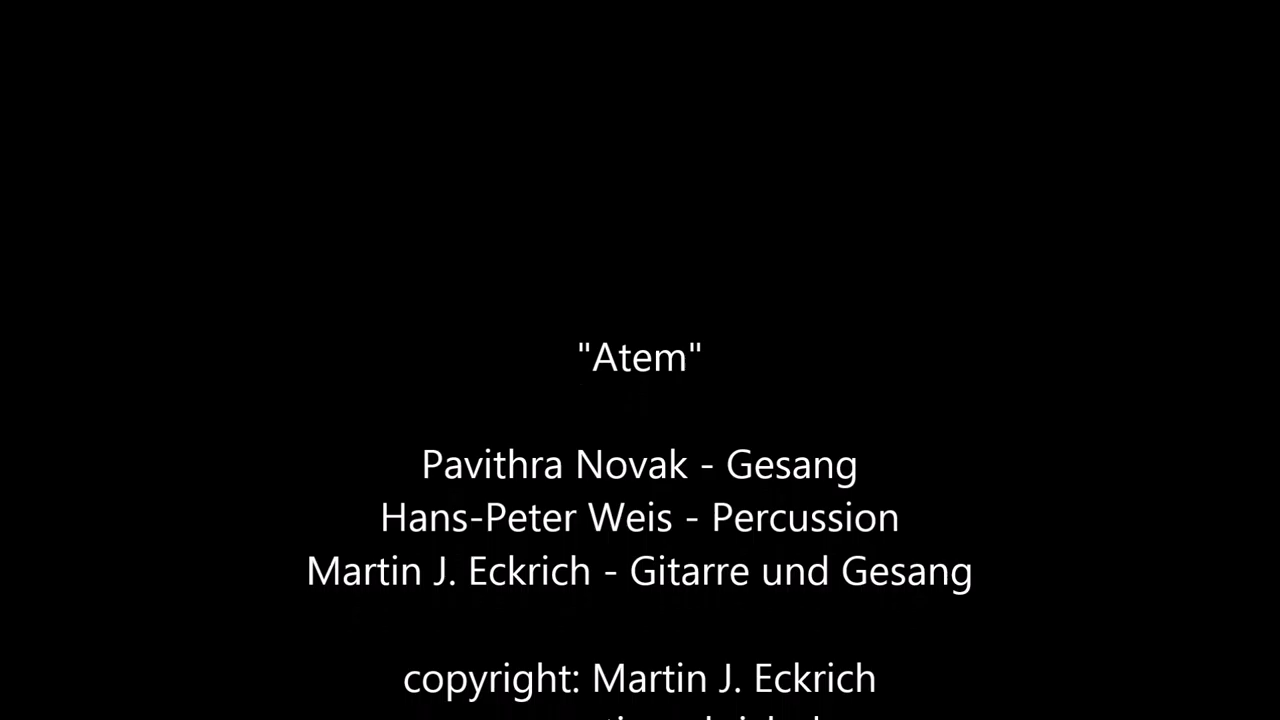 "Atem"
Pavithra Novak - Gesang
Hans-Peter Weis - Percussion
Martin J. Eckrich - Gitarre und Gesang
copyright: Martin J. Eckrich